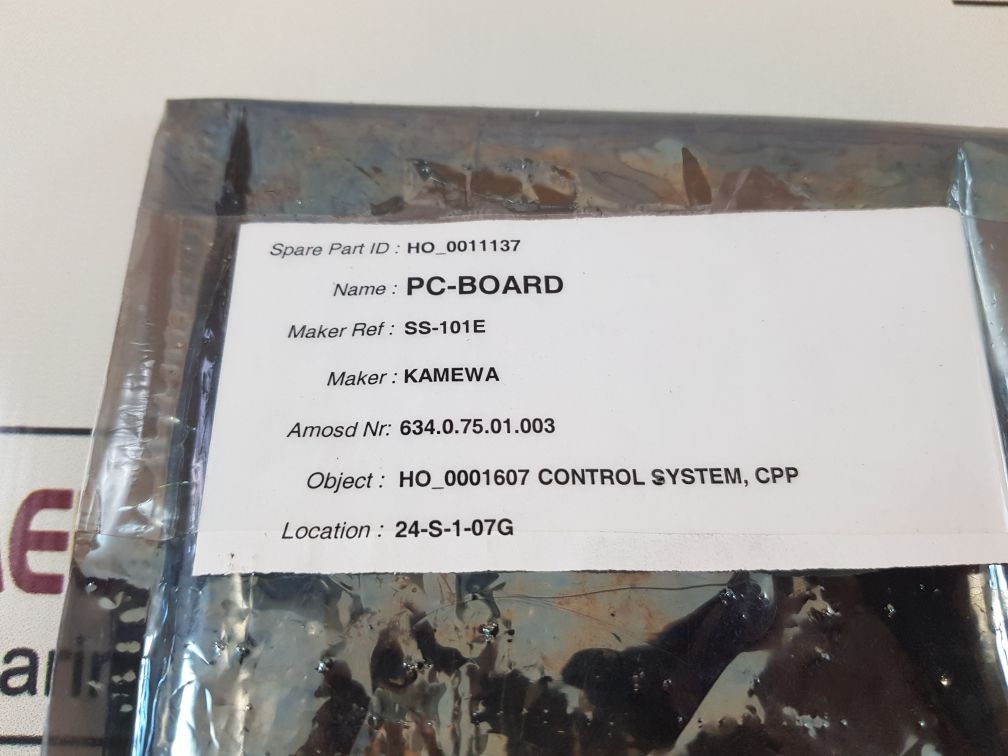 Spare Part ID : HO_0011137
Name : PC-BOARD
Maker Ref : SS-101E
Maker : KAMEWA
Amosd Nr: 634.0.75.01.003
Object : HO_0001607 CONTROL SYSTEM, CPP
Location : 24-S-1-07G